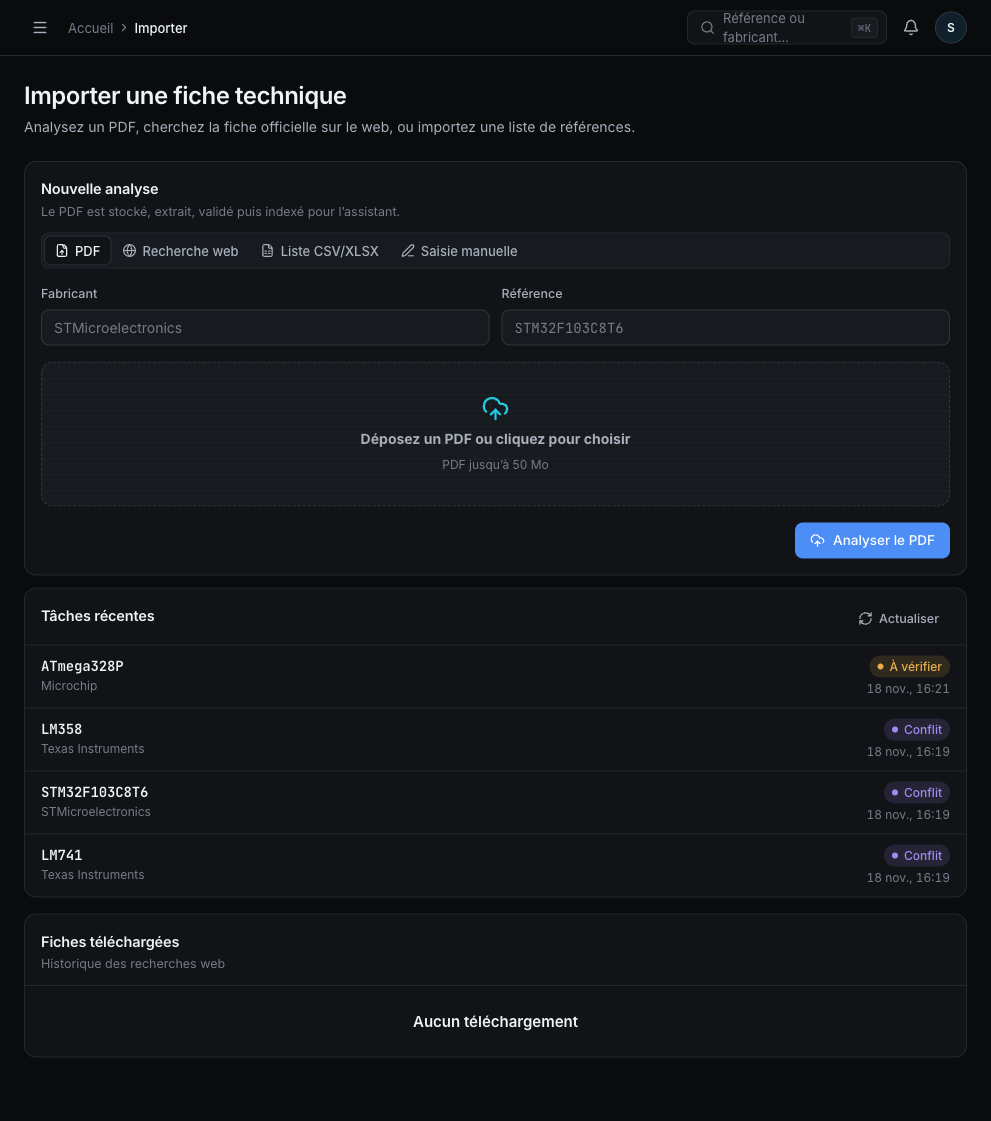 Accueil > Importer
Référence ou
fabricant...
⌘K
S
Importer une fiche technique
Analysez un PDF, cherchez la fiche officielle sur le web, ou importez une liste de références.
Nouvelle analyse
Le PDF est stocké, extrait, validé puis indexé pour l'assistant.
PDF Recherche web Liste CSV/XLSX Saisie manuelle
Fabricant Référence
STMicroelectronics STM32F103C8T6
Déposez un PDF ou cliquez pour choisir
PDF jusqu'à 50 Mo
Analyser le PDF
Tâches récentes
Actualiser
ATmega328P
À vérifier
Microchip
18 nov., 16:21
LM358
Conflit
Texas Instruments
18 nov., 16:19
STM32F103C8T6
Conflit
STMicroelectronics
18 nov., 16:19
LM741
Conflit
Texas Instruments
18 nov., 16:19
Fiches téléchargées
Historique des recherches web
Aucun téléchargement